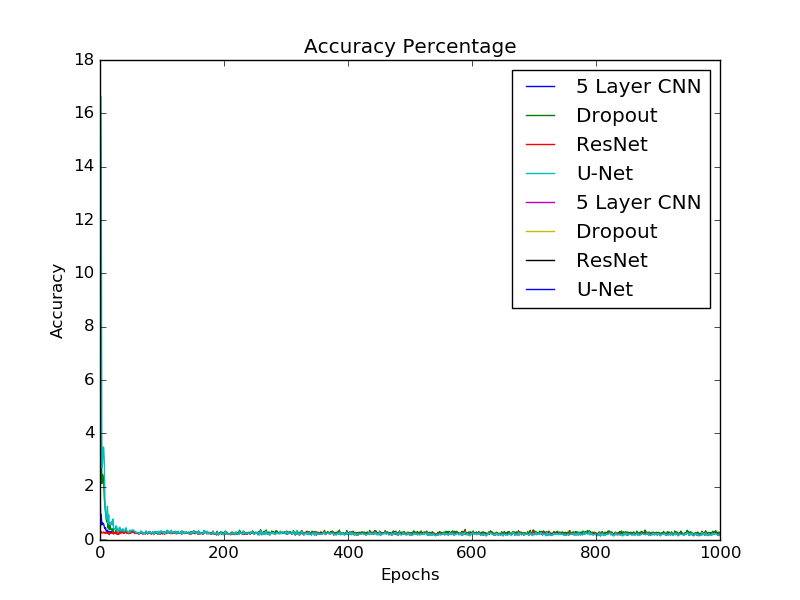 Accuracy Percentage
18
16
14
12
10
8
6
4
2
0
Accuracy
5 Layer CNN
Dropout
ResNet
U-Net
5 Layer CNN
Dropout
ResNet
U-Net
0 200 400 600 800 1000
Epochs